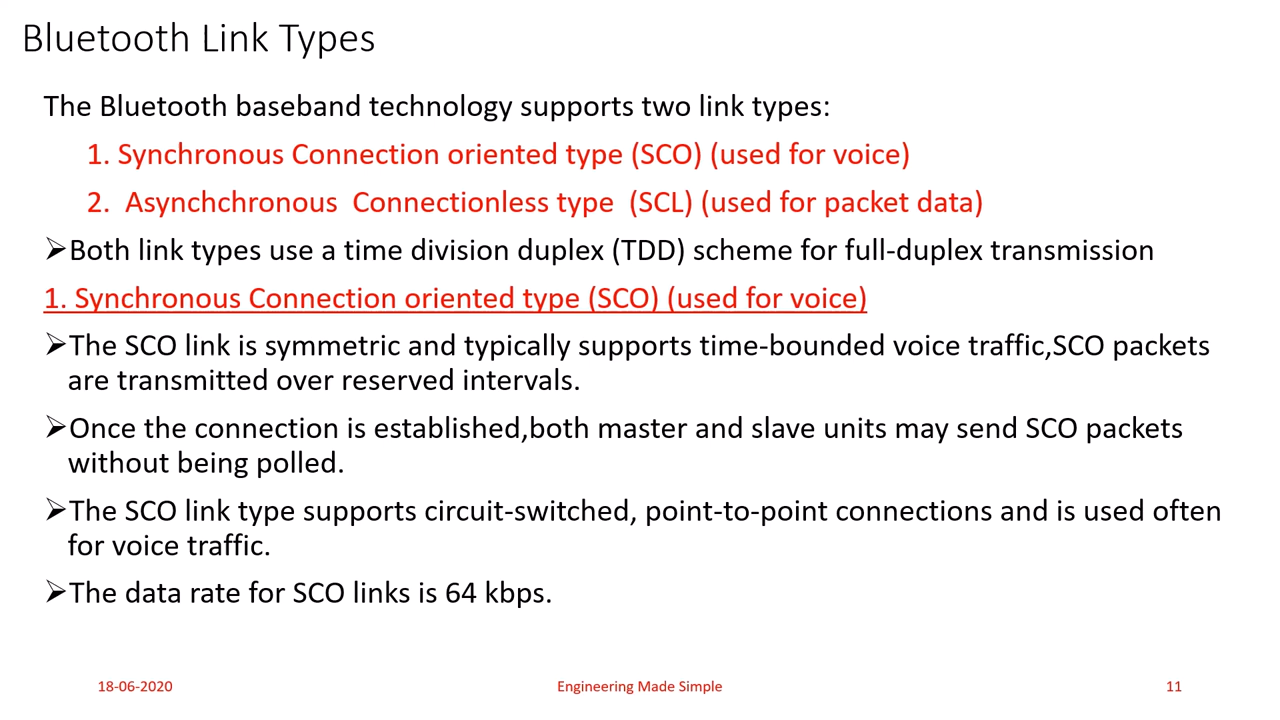 Bluetooth Link Types
The Bluetooth baseband technology supports two link types:
1. Synchronous Connection oriented type (SCO) (used for voice)
2. Asynchchronous Connectionless type (SCL) (used for packet data)
➢Both link types use a time division duplex (TDD) scheme for full-duplex transmission
1. Synchronous Connection oriented type (SCO) (used for voice)
➢The SCO link is symmetric and typically supports time-bounded voice traffic,SCO packets
are transmitted over reserved intervals.
➢Once the connection is established,both master and slave units may send SCO packets
without being polled.
➢The SCO link type supports circuit-switched, point-to-point connections and is used often
for voice traffic.
➢The data rate for SCO links is 64 kbps.
18-06-2020 Engineering Made Simple 11